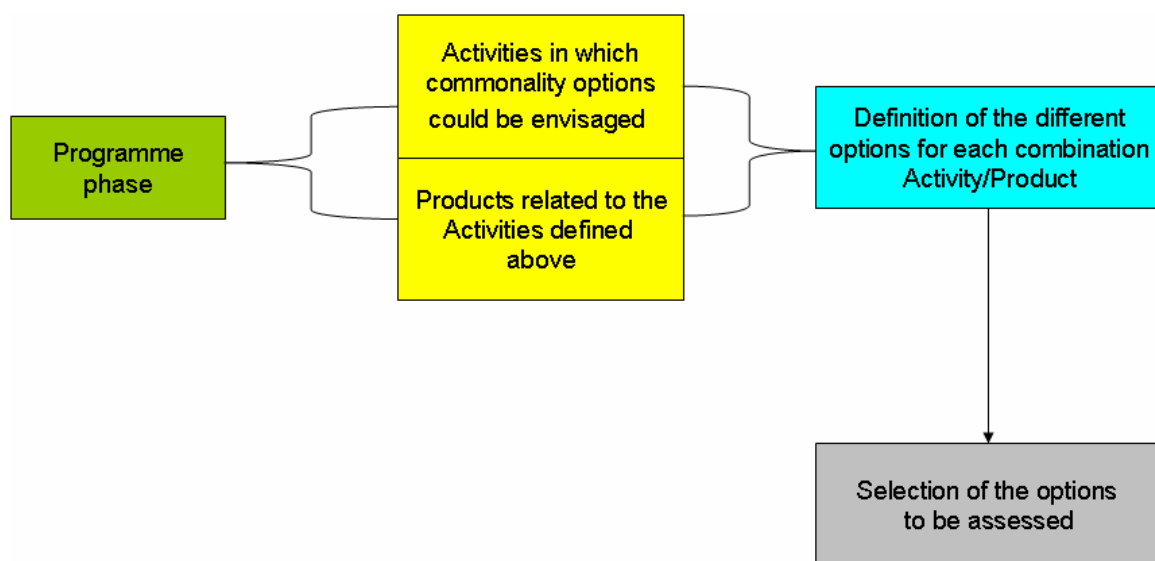 Programme
phase
Activities in which
commonality options
could be envisaged
Products related to the
Activities defined
above
Definition of the different
options for each combination
Activity/Product
Selection of the options
to be assessed